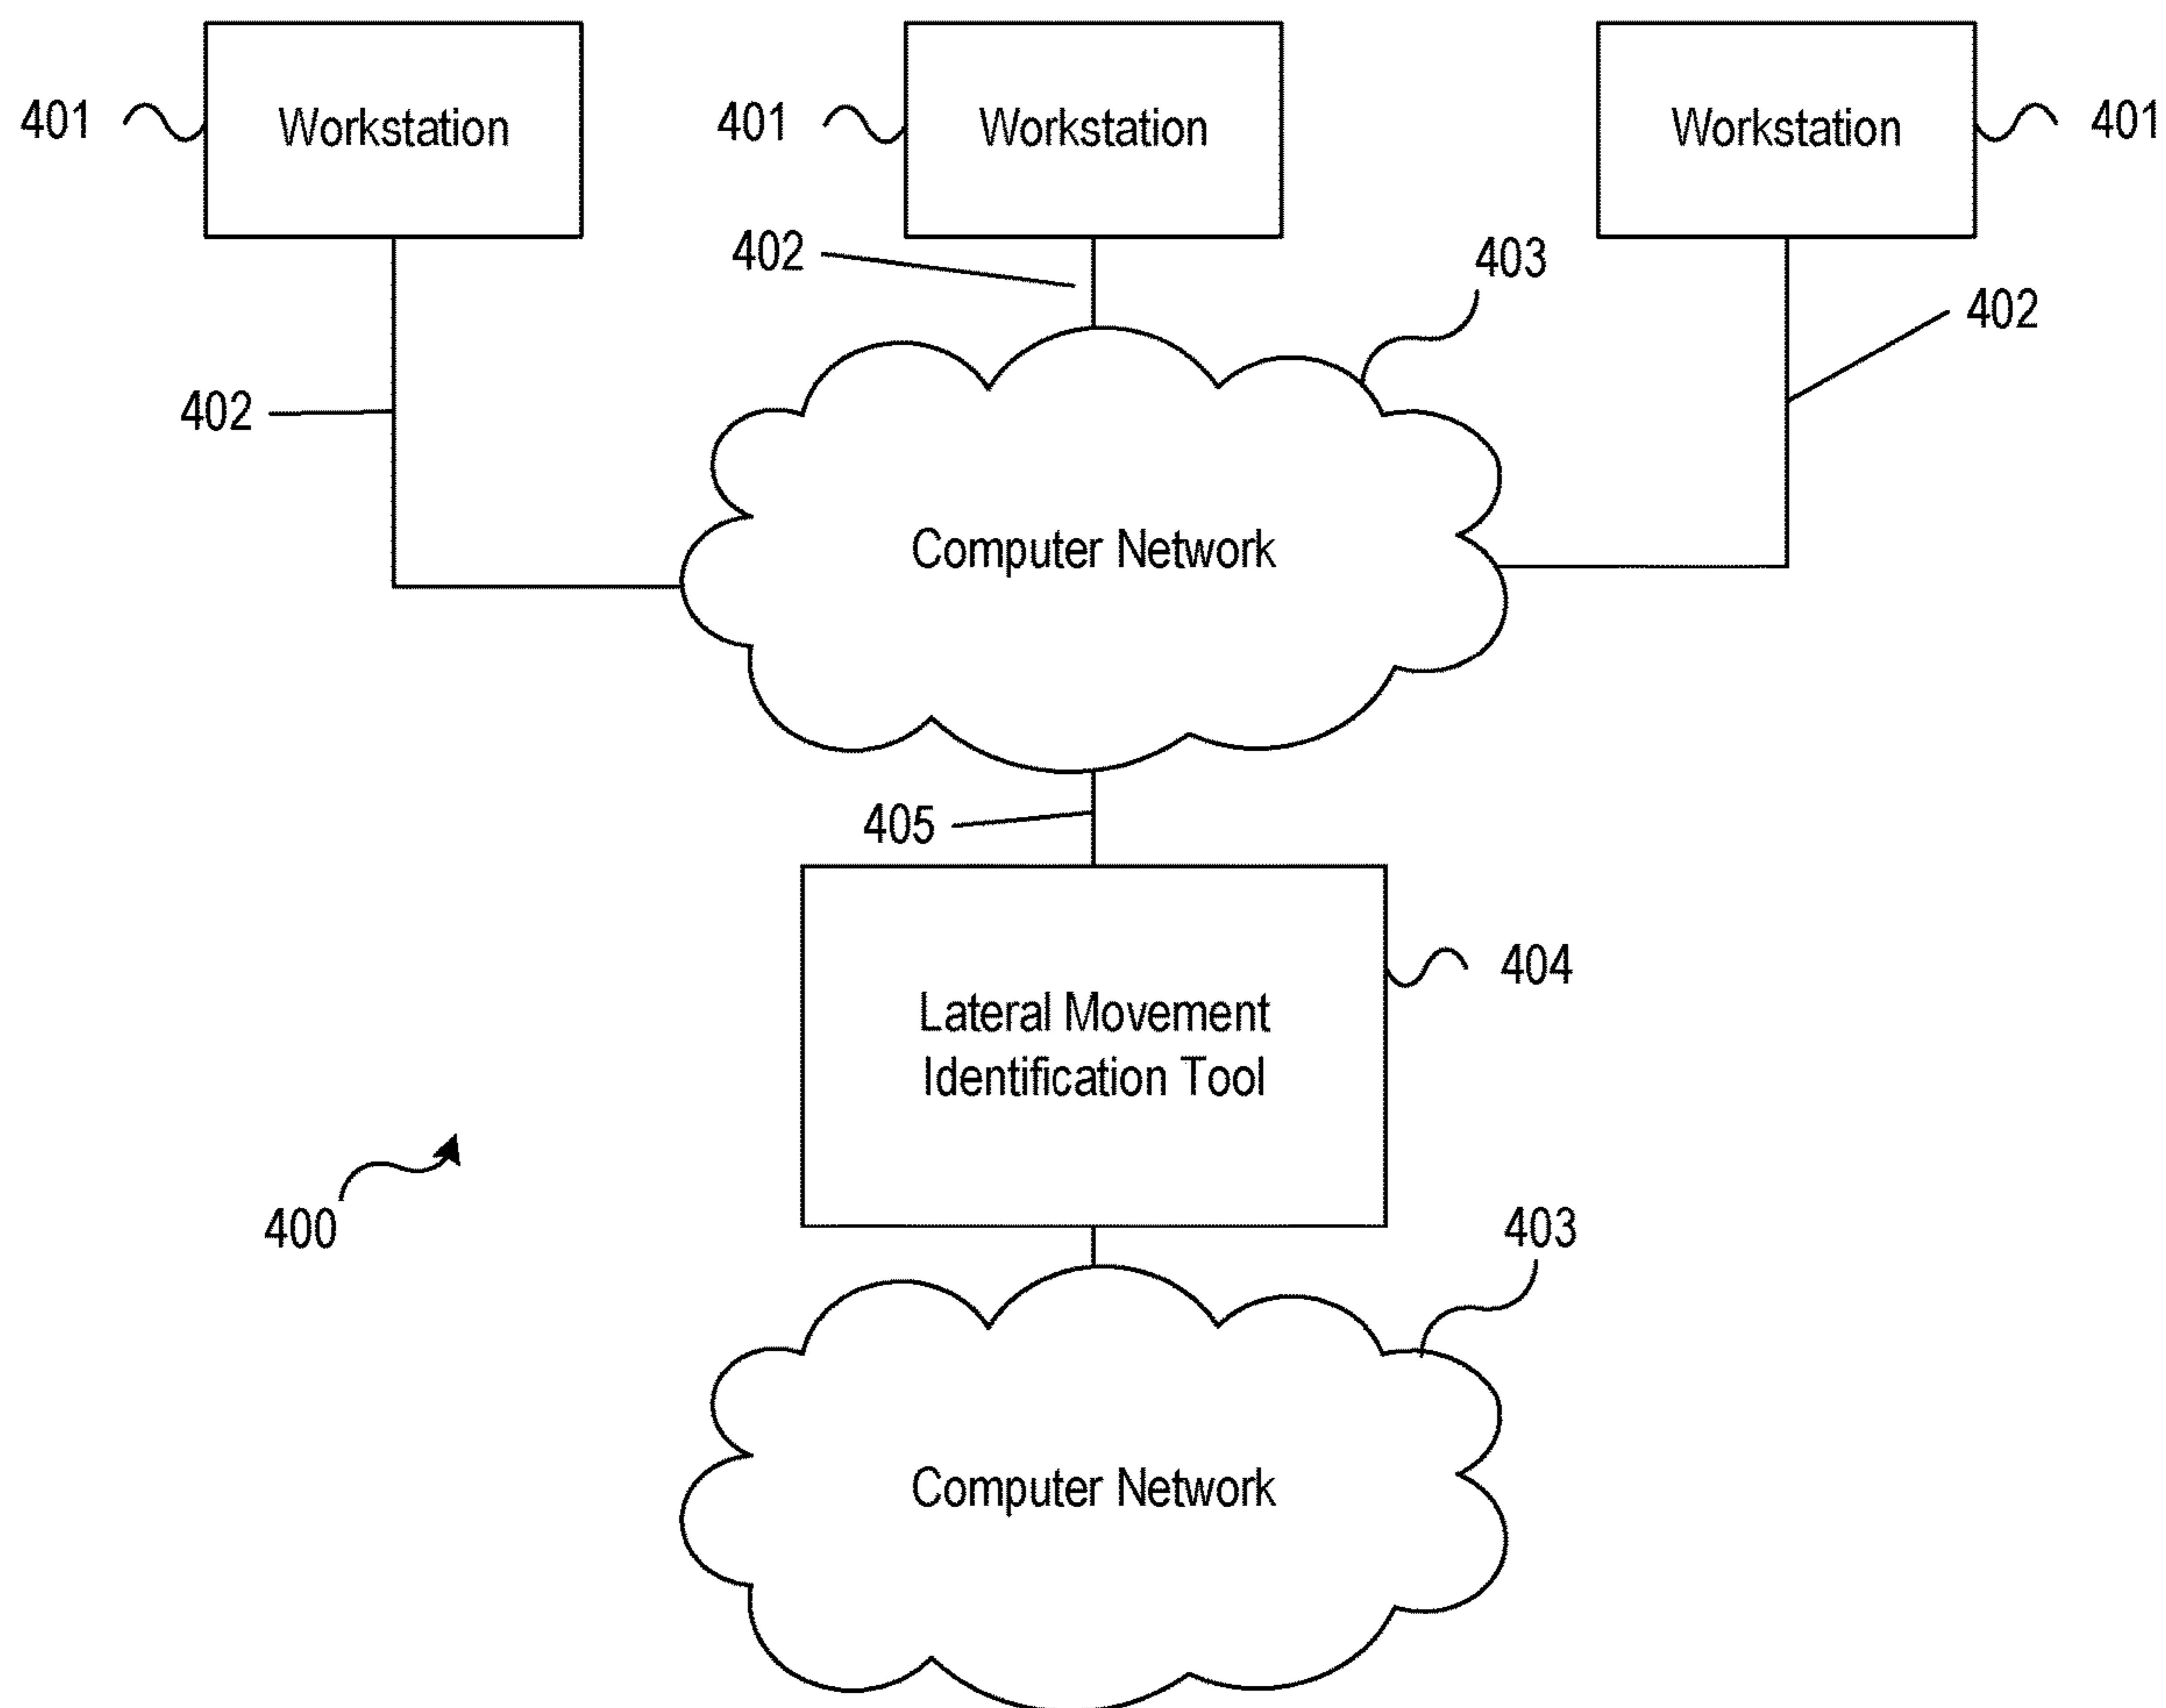 401
Workstation
401
Workstation
Workstation
401
402
403
402
402
Computer Network
405
404
Lateral Movement
Identification Tool
400
403
Computer Network